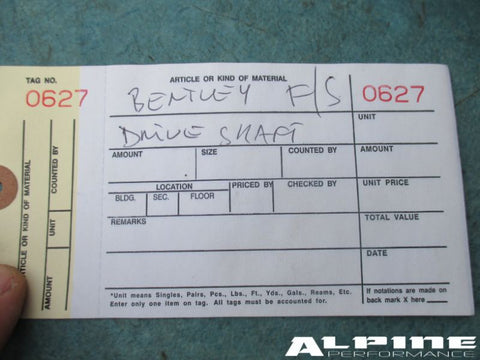 TAG NO.
0627
ARTICLE OR KIND OF MATERIAL
COUNTED BY
UNIT
AMOUNT
ARTICLE OR KIND OF MATERIAL
BENTLEY F/S
0627
DRIVE SHAFT
UNIT
AMOUNT SIZE COUNTED BY AMOUNT
LOCATION PRICED BY CHECKED BY UNIT PRICE
BLDG. SEC. FLOOR
REMARKS TOTAL VALUE
DATE
*Unit means Singles, Pairs, Pcs., Lbs., Ft., Yds., Gals., Reams, Etc.
Enter only one item on tag. All tags must be accounted for.
If notations are made on
back mark X here
ALPINE
PERFORMANCE